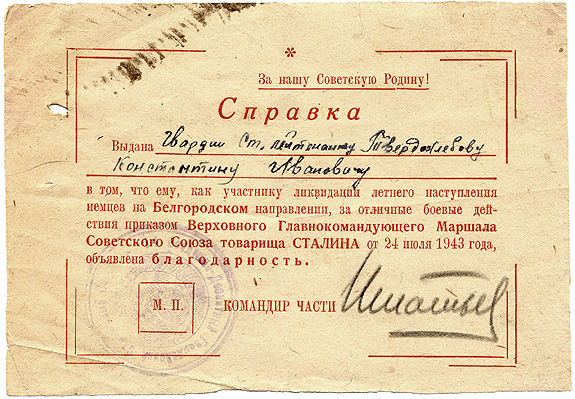 *
За нашу Советскую Родину!
Справка
Выдана Гвардии Ст. лейтенанту Твердохлебову
Константину Ивановичу
в том, что ему, как участнику ликвидации летнего наступления
немцев на Белгородском направлении, за отличные боевые дей-
ствия приказом Верховного Главнокомандующего Маршала
Советского Союза товарища СТАЛИНА от 24 июля 1943 года,
объявлена благодарность.
М. П.
КОМАНДИР ЧАСТИ